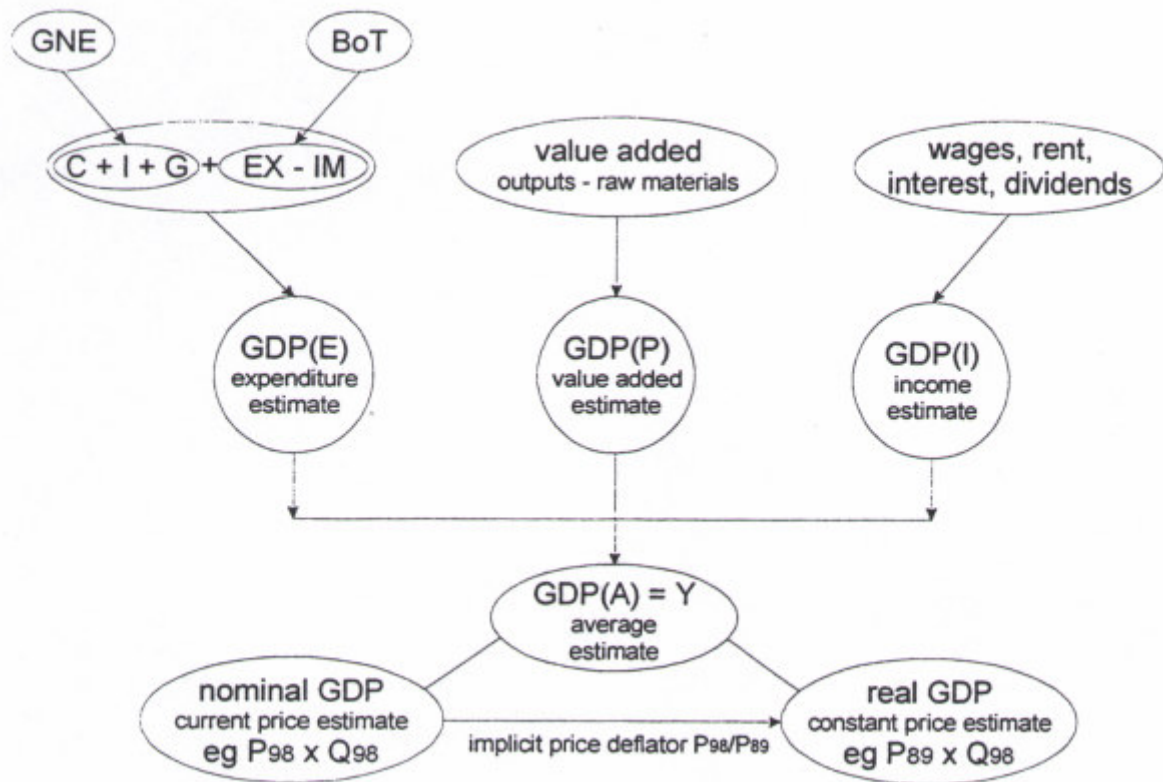 GNE
BoT
C + I + G + EX - IM
value added
outputs - raw materials
wages, rent,
interest, dividends
GDP(E)
expenditure
estimate
GDP(P)
value added
estimate
GDP(I)
income
estimate
GDP(A) = Y
average
estimate
nominal GDP
current price estimate
eg P98 x Q98
implicit price deflator P98/P89
real GDP
constant price estimate
eg P89 x Q98